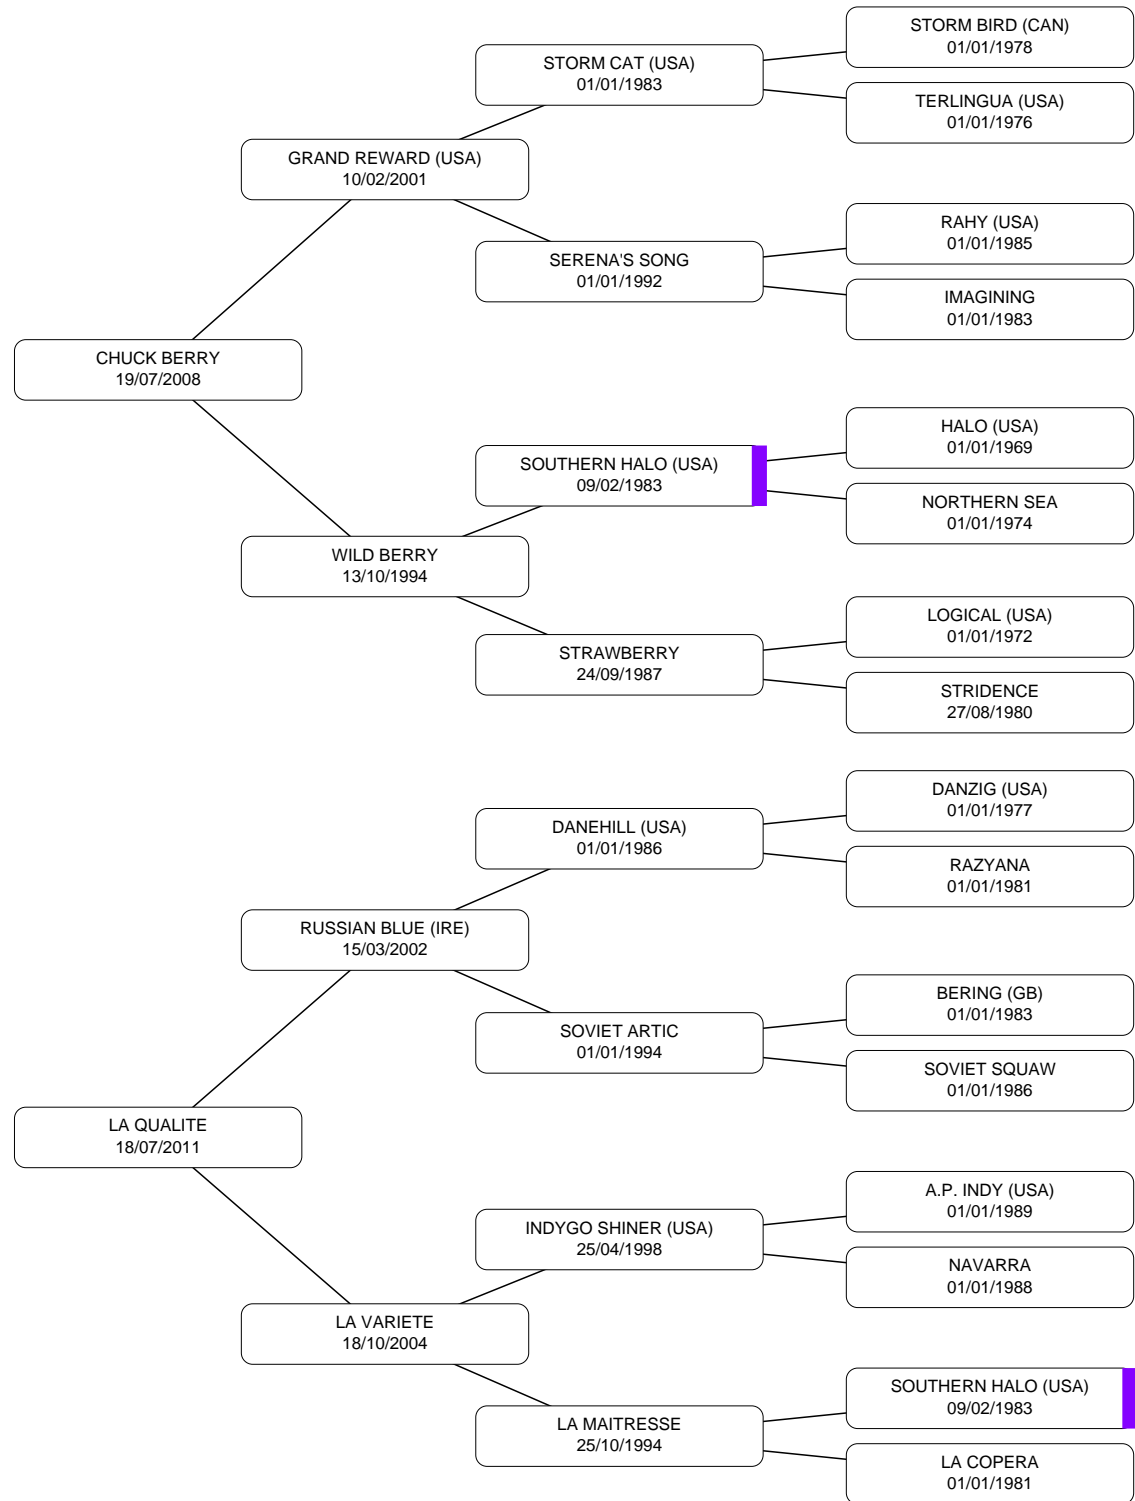 STORM BIRD (CAN)
01/01/1978
STORM CAT (USA)
01/01/1983
TERLINGUA (USA)
01/01/1976
GRAND REWARD (USA)
10/02/2001
RAHY (USA)
01/01/1985
SERENA'S SONG
01/01/1992
IMAGINING
01/01/1983
CHUCK BERRY
19/07/2008
HALO (USA)
01/01/1969
SOUTHERN HALO (USA)
09/02/1983
NORTHERN SEA
01/01/1974
WILD BERRY
13/10/1994
LOGICAL (USA)
01/01/1972
STRAWBERRY
24/09/1987
STRIDENCE
27/08/1980
DANZIG (USA)
01/01/1977
DANEHILL (USA)
01/01/1986
RAZYANA
01/01/1981
RUSSIAN BLUE (IRE)
15/03/2002
BERING (GB)
01/01/1983
SOVIET ARTIC
01/01/1994
SOVIET SQUAW
01/01/1986
LA QUALITE
18/07/2011
A.P. INDY (USA)
01/01/1989
INDYGO SHINER (USA)
25/04/1998
NAVARRA
01/01/1988
LA VARIETE
18/10/2004
SOUTHERN HALO (USA)
09/02/1983
LA MAITRESSE
25/10/1994
LA COPERA
01/01/1981